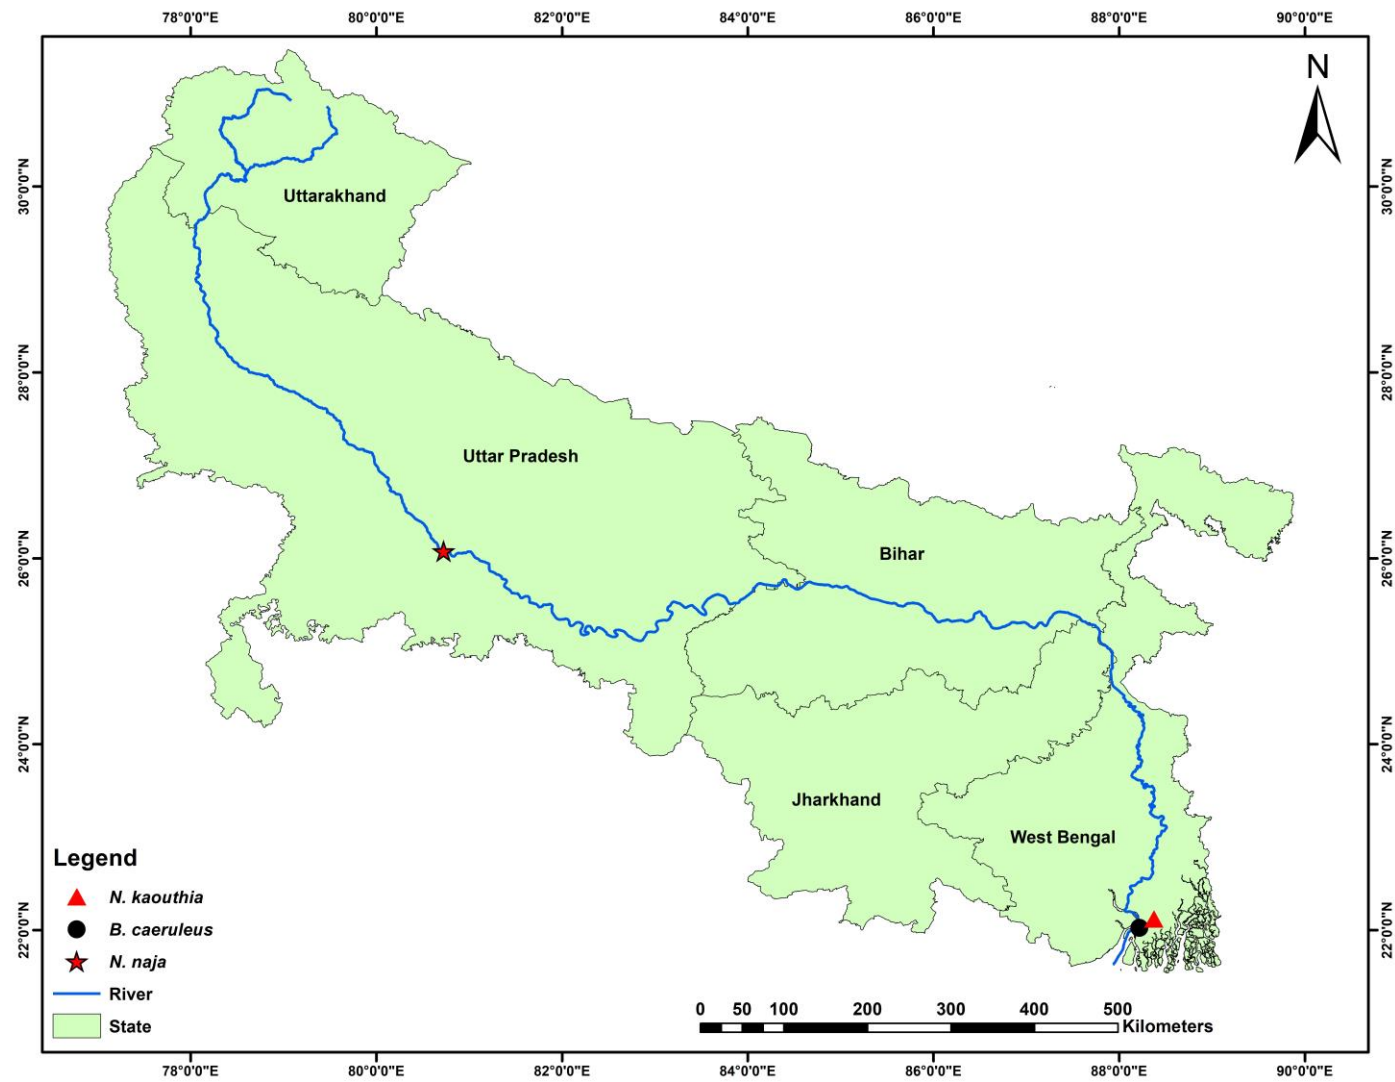 78°0'0"E 80°0'0"E 82°0'0"E 84°0'0"E 86°0'0"E 88°0'0"E 90°0'0"E
N
30°0'0"N 30°0'0"N
Uttarakhand
28°0'0"N 28°0'0"N
Uttar Pradesh
26°0'0"N 26°0'0"N
Bihar
24°0'0"N 24°0'0"N
Jharkhand
West Bengal
22°0'0"N 22°0'0"N
Legend
N. kaouthia
B. caeruleus
N. naja
River
State
0 50 100 200 300 400 500
Kilometers
78°0'0"E 80°0'0"E 82°0'0"E 84°0'0"E 86°0'0"E 88°0'0"E 90°0'0"E